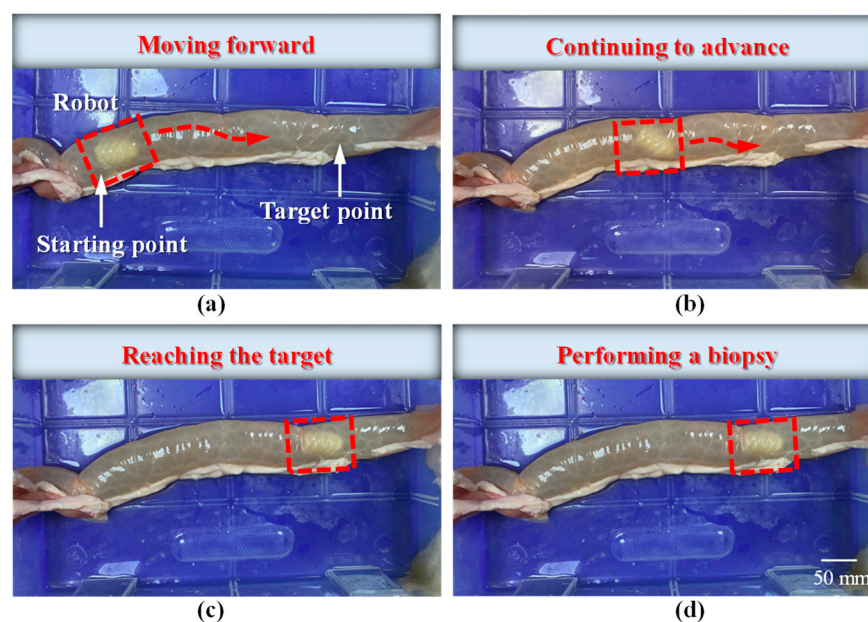 Moving forward
Continuing to advance
Robot
Target point
Starting point
(a)
(b)
Reaching the target
Performing a biopsy
50 mm
(c)
(d)